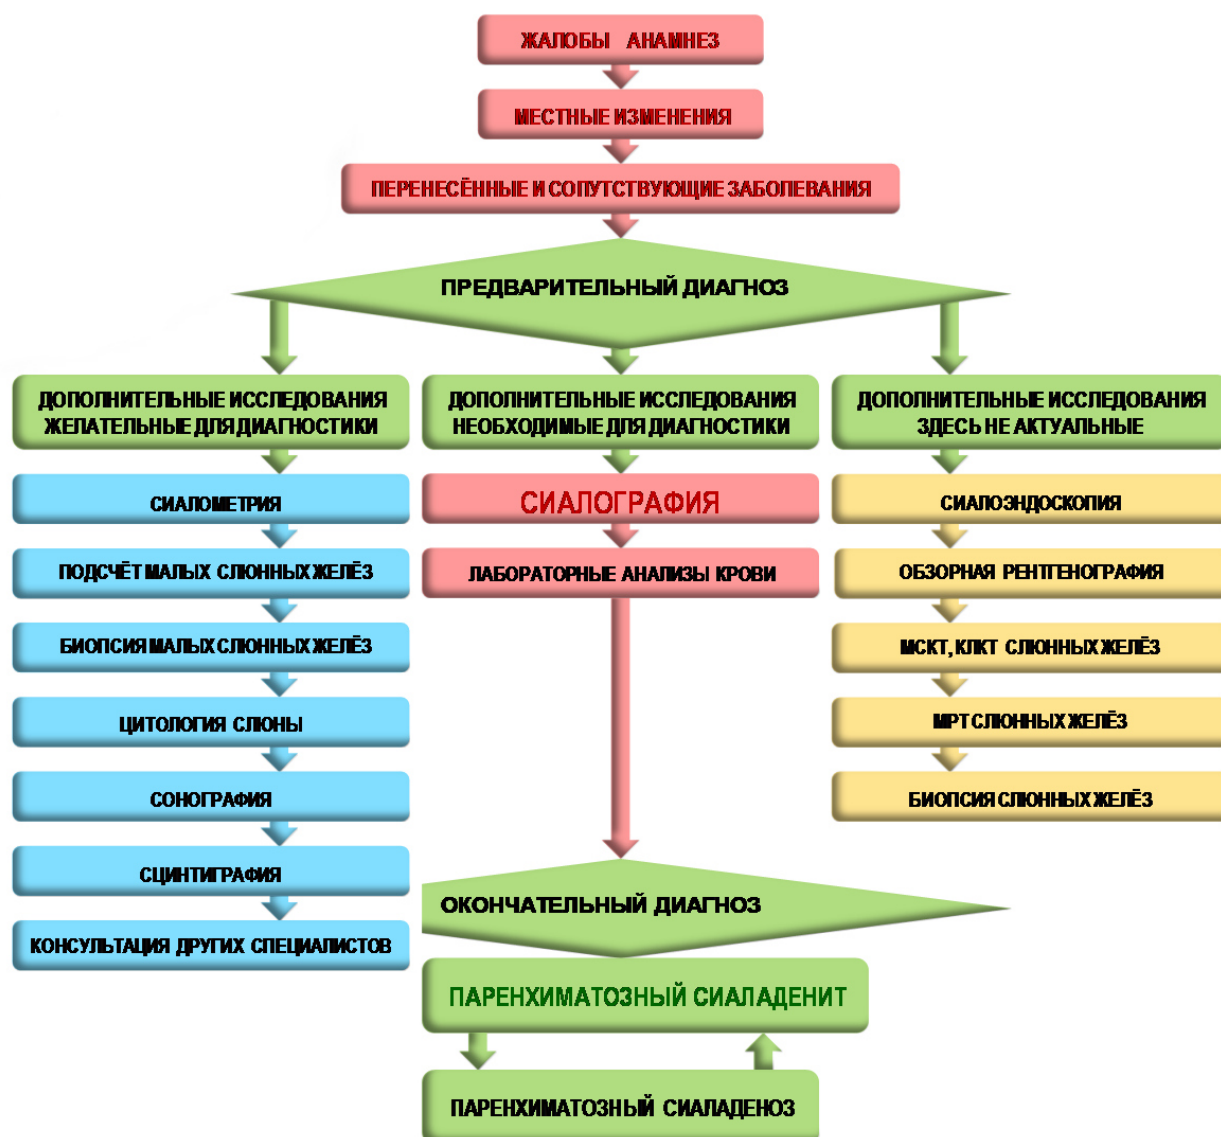 ЖАЛОБЫ АНАМНЕЗ
МЕСТНЫЕ ИЗМЕНЕНИЯ
ПЕРЕНЕСЁННЫЕ И СОПУТСТВУЮЩИЕ ЗАБОЛЕВАНИЯ
ПРЕДВАРИТЕЛЬНЫЙ ДИАГНОЗ
ДОПОЛНИТЕЛЬНЫЕ ИССЛЕДОВАНИЯ
ЖЕЛАТЕЛЬНЫЕ ДЛЯ ДИАГНОСТИКИ
СИАЛОМЕТРИЯ
ПОДСЧЁТ МАЛЫХ СЛЮННЫХ ЖЕЛЁЗ
БИОПСИЯ МАЛЫХ СЛЮННЫХ ЖЕЛЁЗ
ЦИТОЛОГИЯ СЛЮНЫ
СОНОГРАФИЯ
СЦИНТИГРАФИЯ
КОНСУЛЬТАЦИЯ ДРУГИХ СПЕЦИАЛИСТОВ
ДОПОЛНИТЕЛЬНЫЕ ИССЛЕДОВАНИЯ
НЕОБХОДИМЫЕ ДЛЯ ДИАГНОСТИКИ
СИАЛОГРАФИЯ
ЛАБОРАТОРНЫЕ АНАЛИЗЫ КРОВИ
ДОПОЛНИТЕЛЬНЫЕ ИССЛЕДОВАНИЯ
ЗДЕСЬ НЕ АКТУАЛЬНЫЕ
СИАЛОЭНДОСКОПИЯ
ОБЗОРНАЯ РЕНТГЕНОГРАФИЯ
МСКТ, КЛКТ СЛЮННЫХ ЖЕЛЁЗ
МРТ СЛЮННЫХ ЖЕЛЁЗ
БИОПСИЯ СЛЮННЫХ ЖЕЛЁЗ
ОКОНЧАТЕЛЬНЫЙ ДИАГНОЗ
ПАРЕНХИМАТОЗНЫЙ СИАЛАДЕНИТ
ПАРЕНХИМАТОЗНЫЙ СИАЛАДЕНОЗ